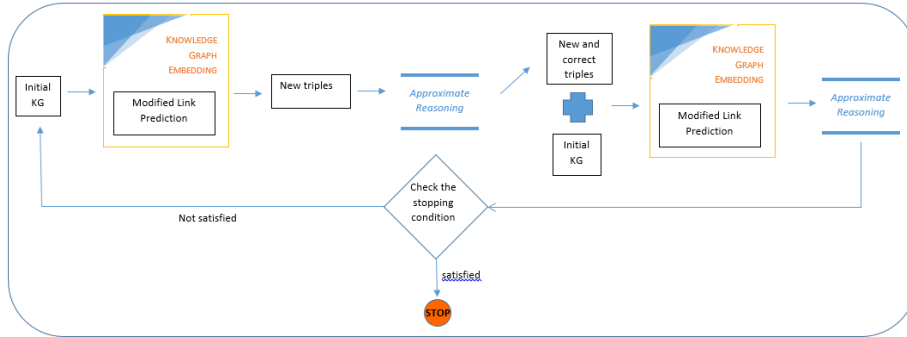 Initial
KG
KNOWLEDGE
GRAPH
EMBEDDING
Modified Link
Prediction
New triples
Approximate
Reasoning
New and
correct triples
Initial
KG
KNOWLEDGE
GRAPH
EMBEDDING
Modified Link
Prediction
Approximate
Reasoning
Check the
stopping
condition
Not satisfied
satisfied
STOP